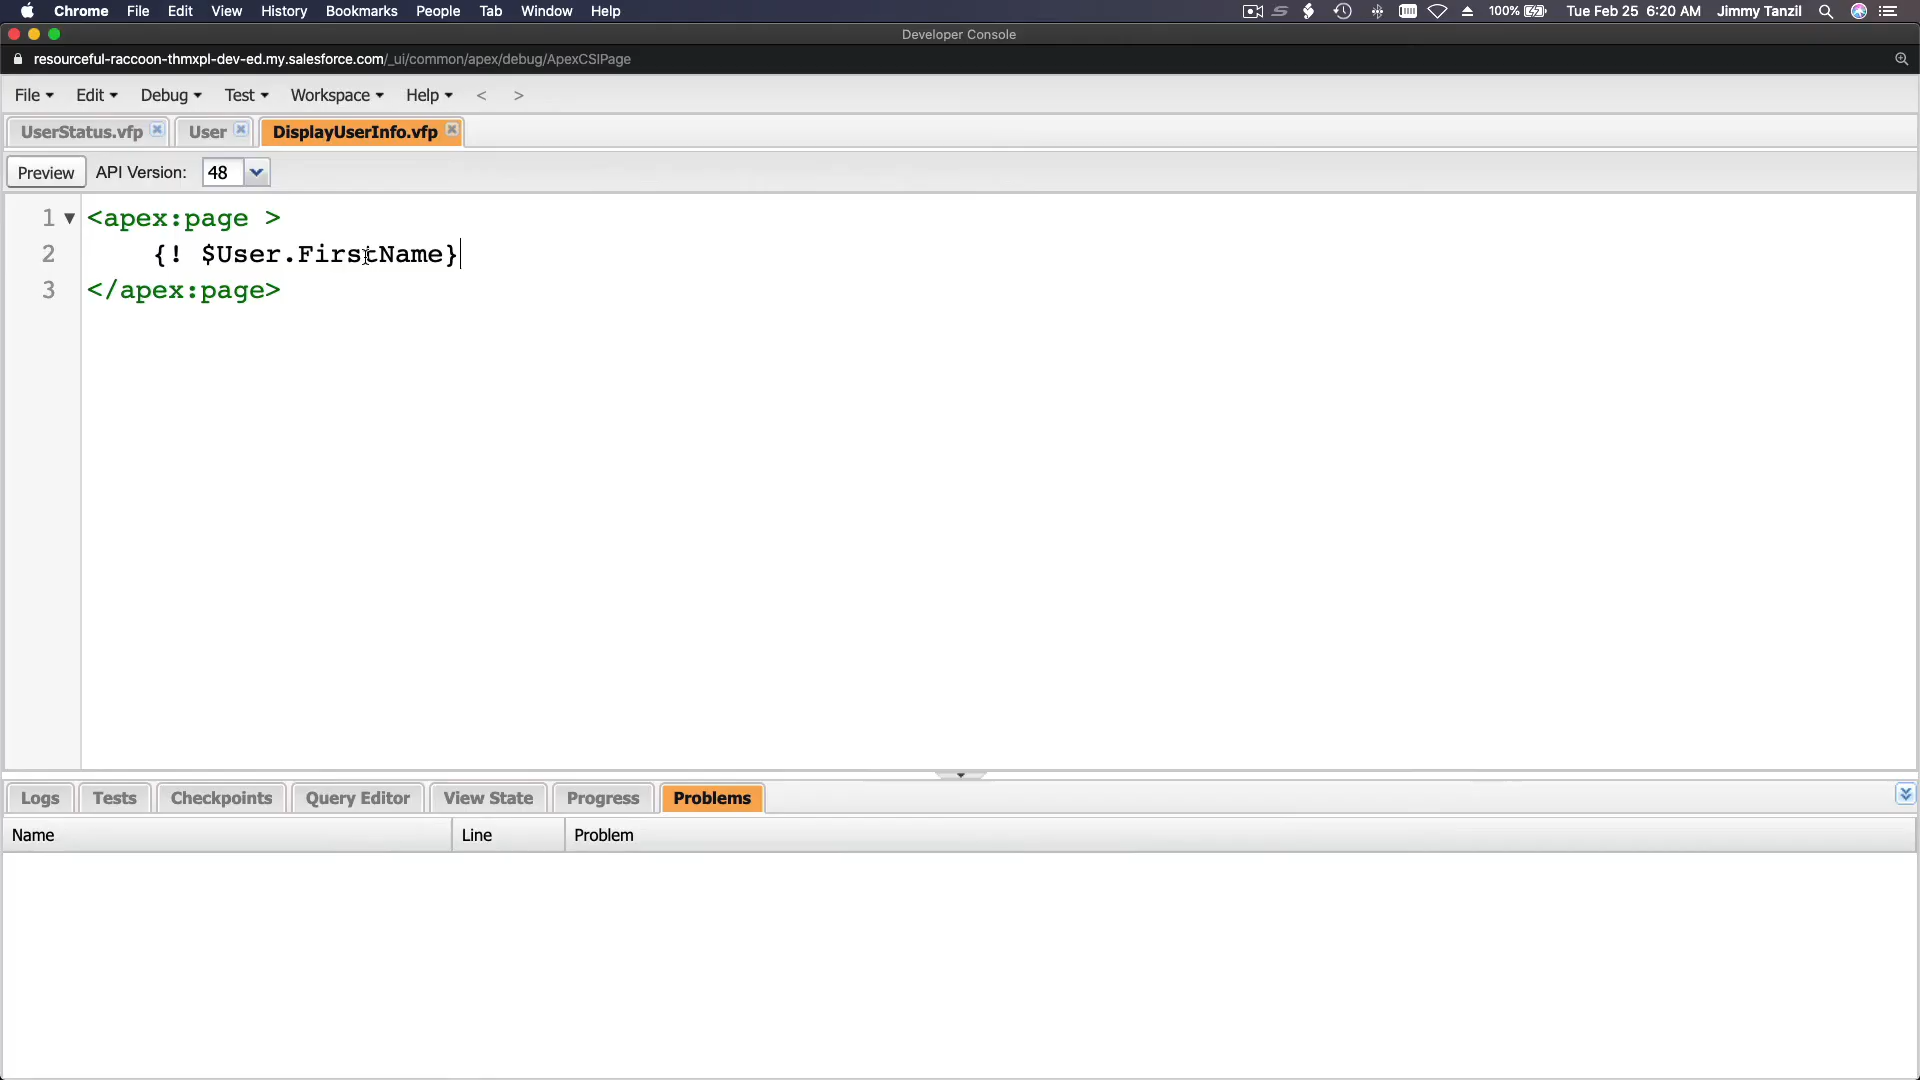 Chrome File Edit View History Bookmarks People Tab Window Help 100% Tue Feb 25 6:20 AM Jimmy Tanzil
Developer Console
resourceful-raccoon-thmxpl-dev-ed.my.salesforce.com/_ui/common/apex/debug/ApexCSIPage
File Edit Debug Test Workspace Help < >
UserStatus.vfp User DisplayUserInfo.vfp
Preview API Version: 48
1 <apex:page >
2 {! $User.FirstName}
3 </apex:page>
Logs Tests Checkpoints Query Editor View State Progress Problems
Name Line Problem